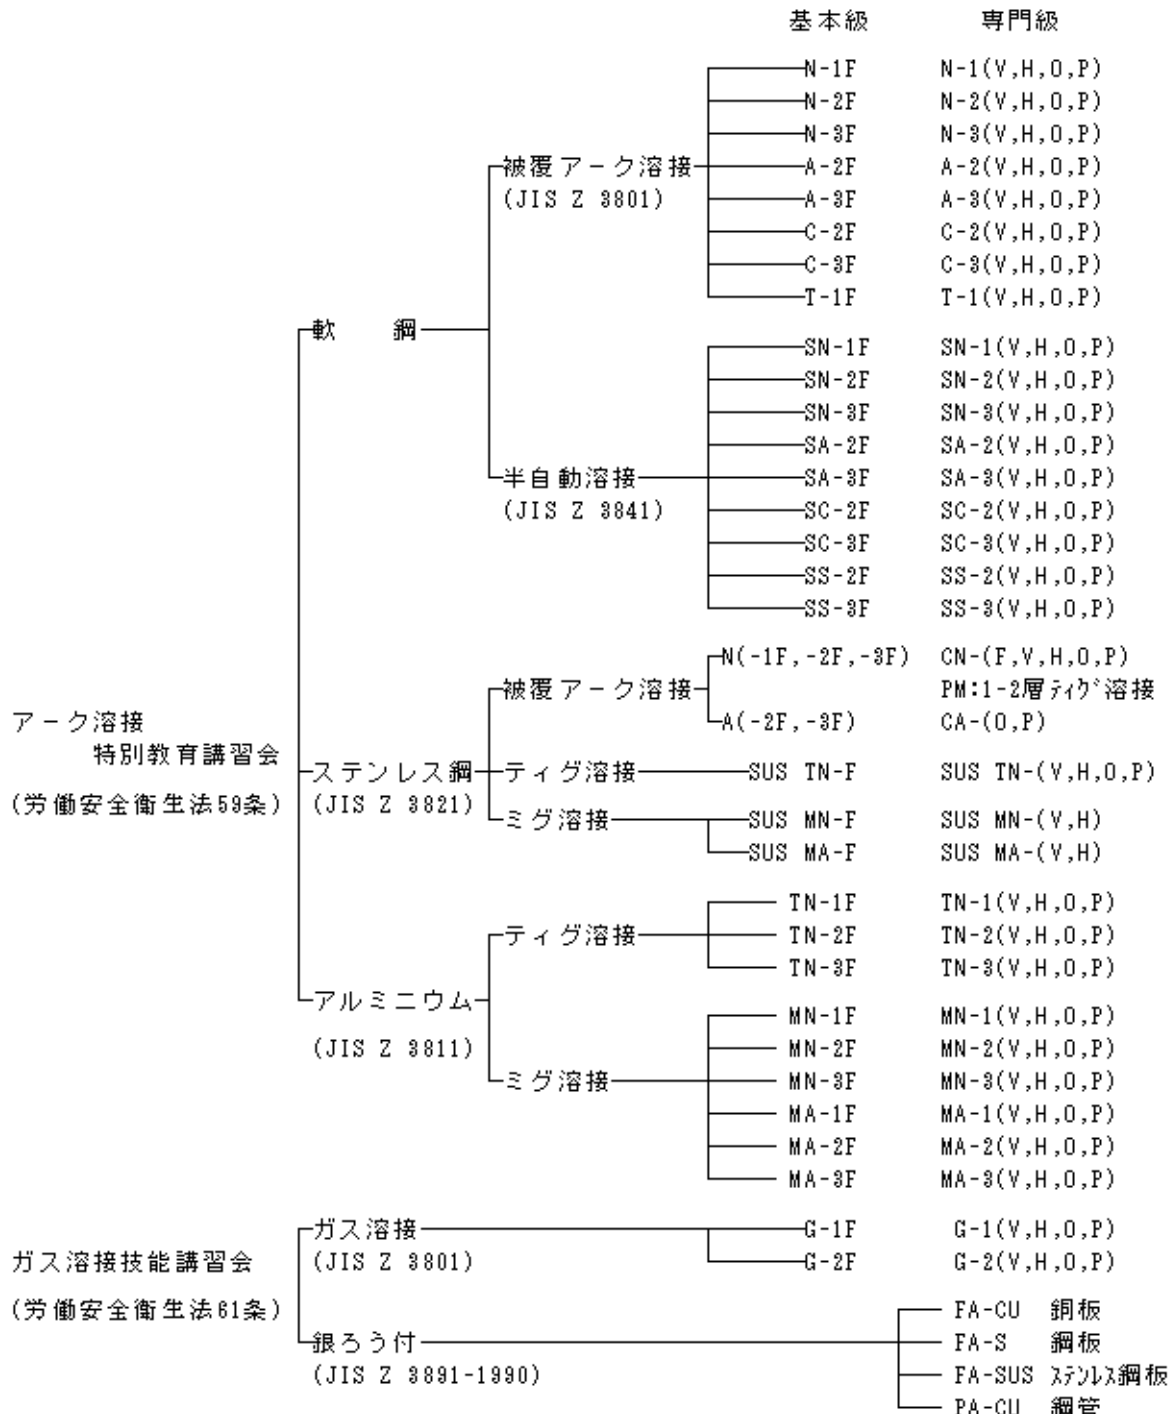 基本級 専門級
N-1F N-1(V,H,O,P)
N-2F N-2(V,H,O,P)
N-3F N-3(V,H,O,P)
被覆アーク溶接 A-2F A-2(V,H,O,P)
(JIS Z 3801) A-3F A-3(V,H,O,P)
C-2F C-2(V,H,O,P)
C-3F C-3(V,H,O,P)
T-1F T-1(V,H,O,P)
軟 鋼
SN-1F SN-1(V,H,O,P)
SN-2F SN-2(V,H,O,P)
SN-3F SN-3(V,H,O,P)
SA-2F SA-2(V,H,O,P)
半自動溶接 SA-3F SA-3(V,H,O,P)
(JIS Z 3841) SC-2F SC-2(V,H,O,P)
SC-3F SC-3(V,H,O,P)
SS-2F SS-2(V,H,O,P)
SS-3F SS-3(V,H,O,P)
N(-1F,-2F,-3F) CN-(F,V,H,O,P)
被覆アーク溶接 PM:1-2層ティグ溶接
アーク溶接 A(-2F,-3F) CA-(O,P)
特別教育講習会
ステンレス鋼 ティグ溶接 SUS TN-F SUS TN-(V,H,O,P)
(労働安全衛生法59条) (JIS Z 3821)
ミグ溶接 SUS MN-F SUS MN-(V,H)
SUS MA-F SUS MA-(V,H)
TN-1F TN-1(V,H,O,P)
ティグ溶接 TN-2F TN-2(V,H,O,P)
TN-3F TN-3(V,H,O,P)
アルミニウム
MN-1F MN-1(V,H,O,P)
(JIS Z 3811) MN-2F MN-2(V,H,O,P)
ミグ溶接 MN-3F MN-3(V,H,O,P)
MA-1F MA-1(V,H,O,P)
MA-2F MA-2(V,H,O,P)
MA-3F MA-3(V,H,O,P)
ガス溶接 G-1F G-1(V,H,O,P)
ガス溶接技能講習会 (JIS Z 3801) G-2F G-2(V,H,O,P)
(労働安全衛生法61条)
FA-CU 銅板
銀ろう付 FA-S 鋼板
(JIS Z 3891-1990) FA-SUS ステンレス鋼板
PA-CU 鋼管